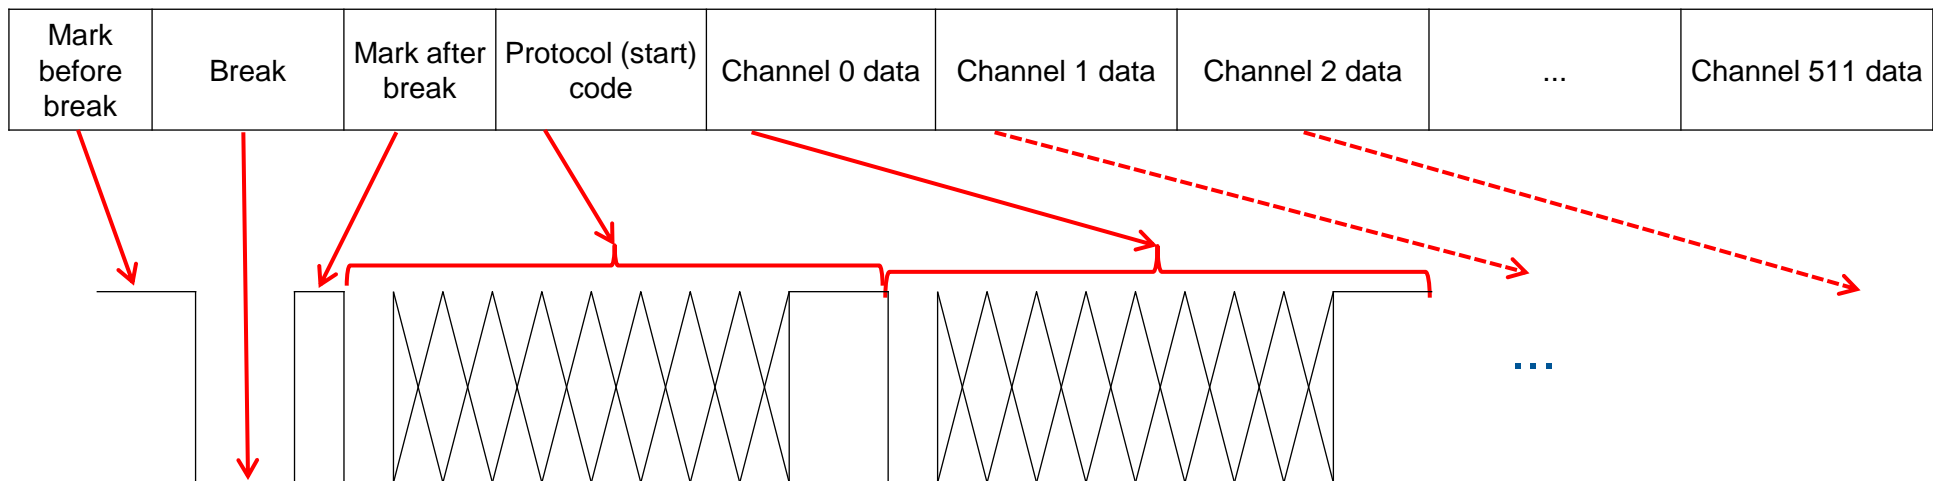 Mark
before
break
Break
Mark after
break
Protocol (start)
code
Channel 0 data
Channel 1 data
Channel 2 data
...
Channel 511 data
...